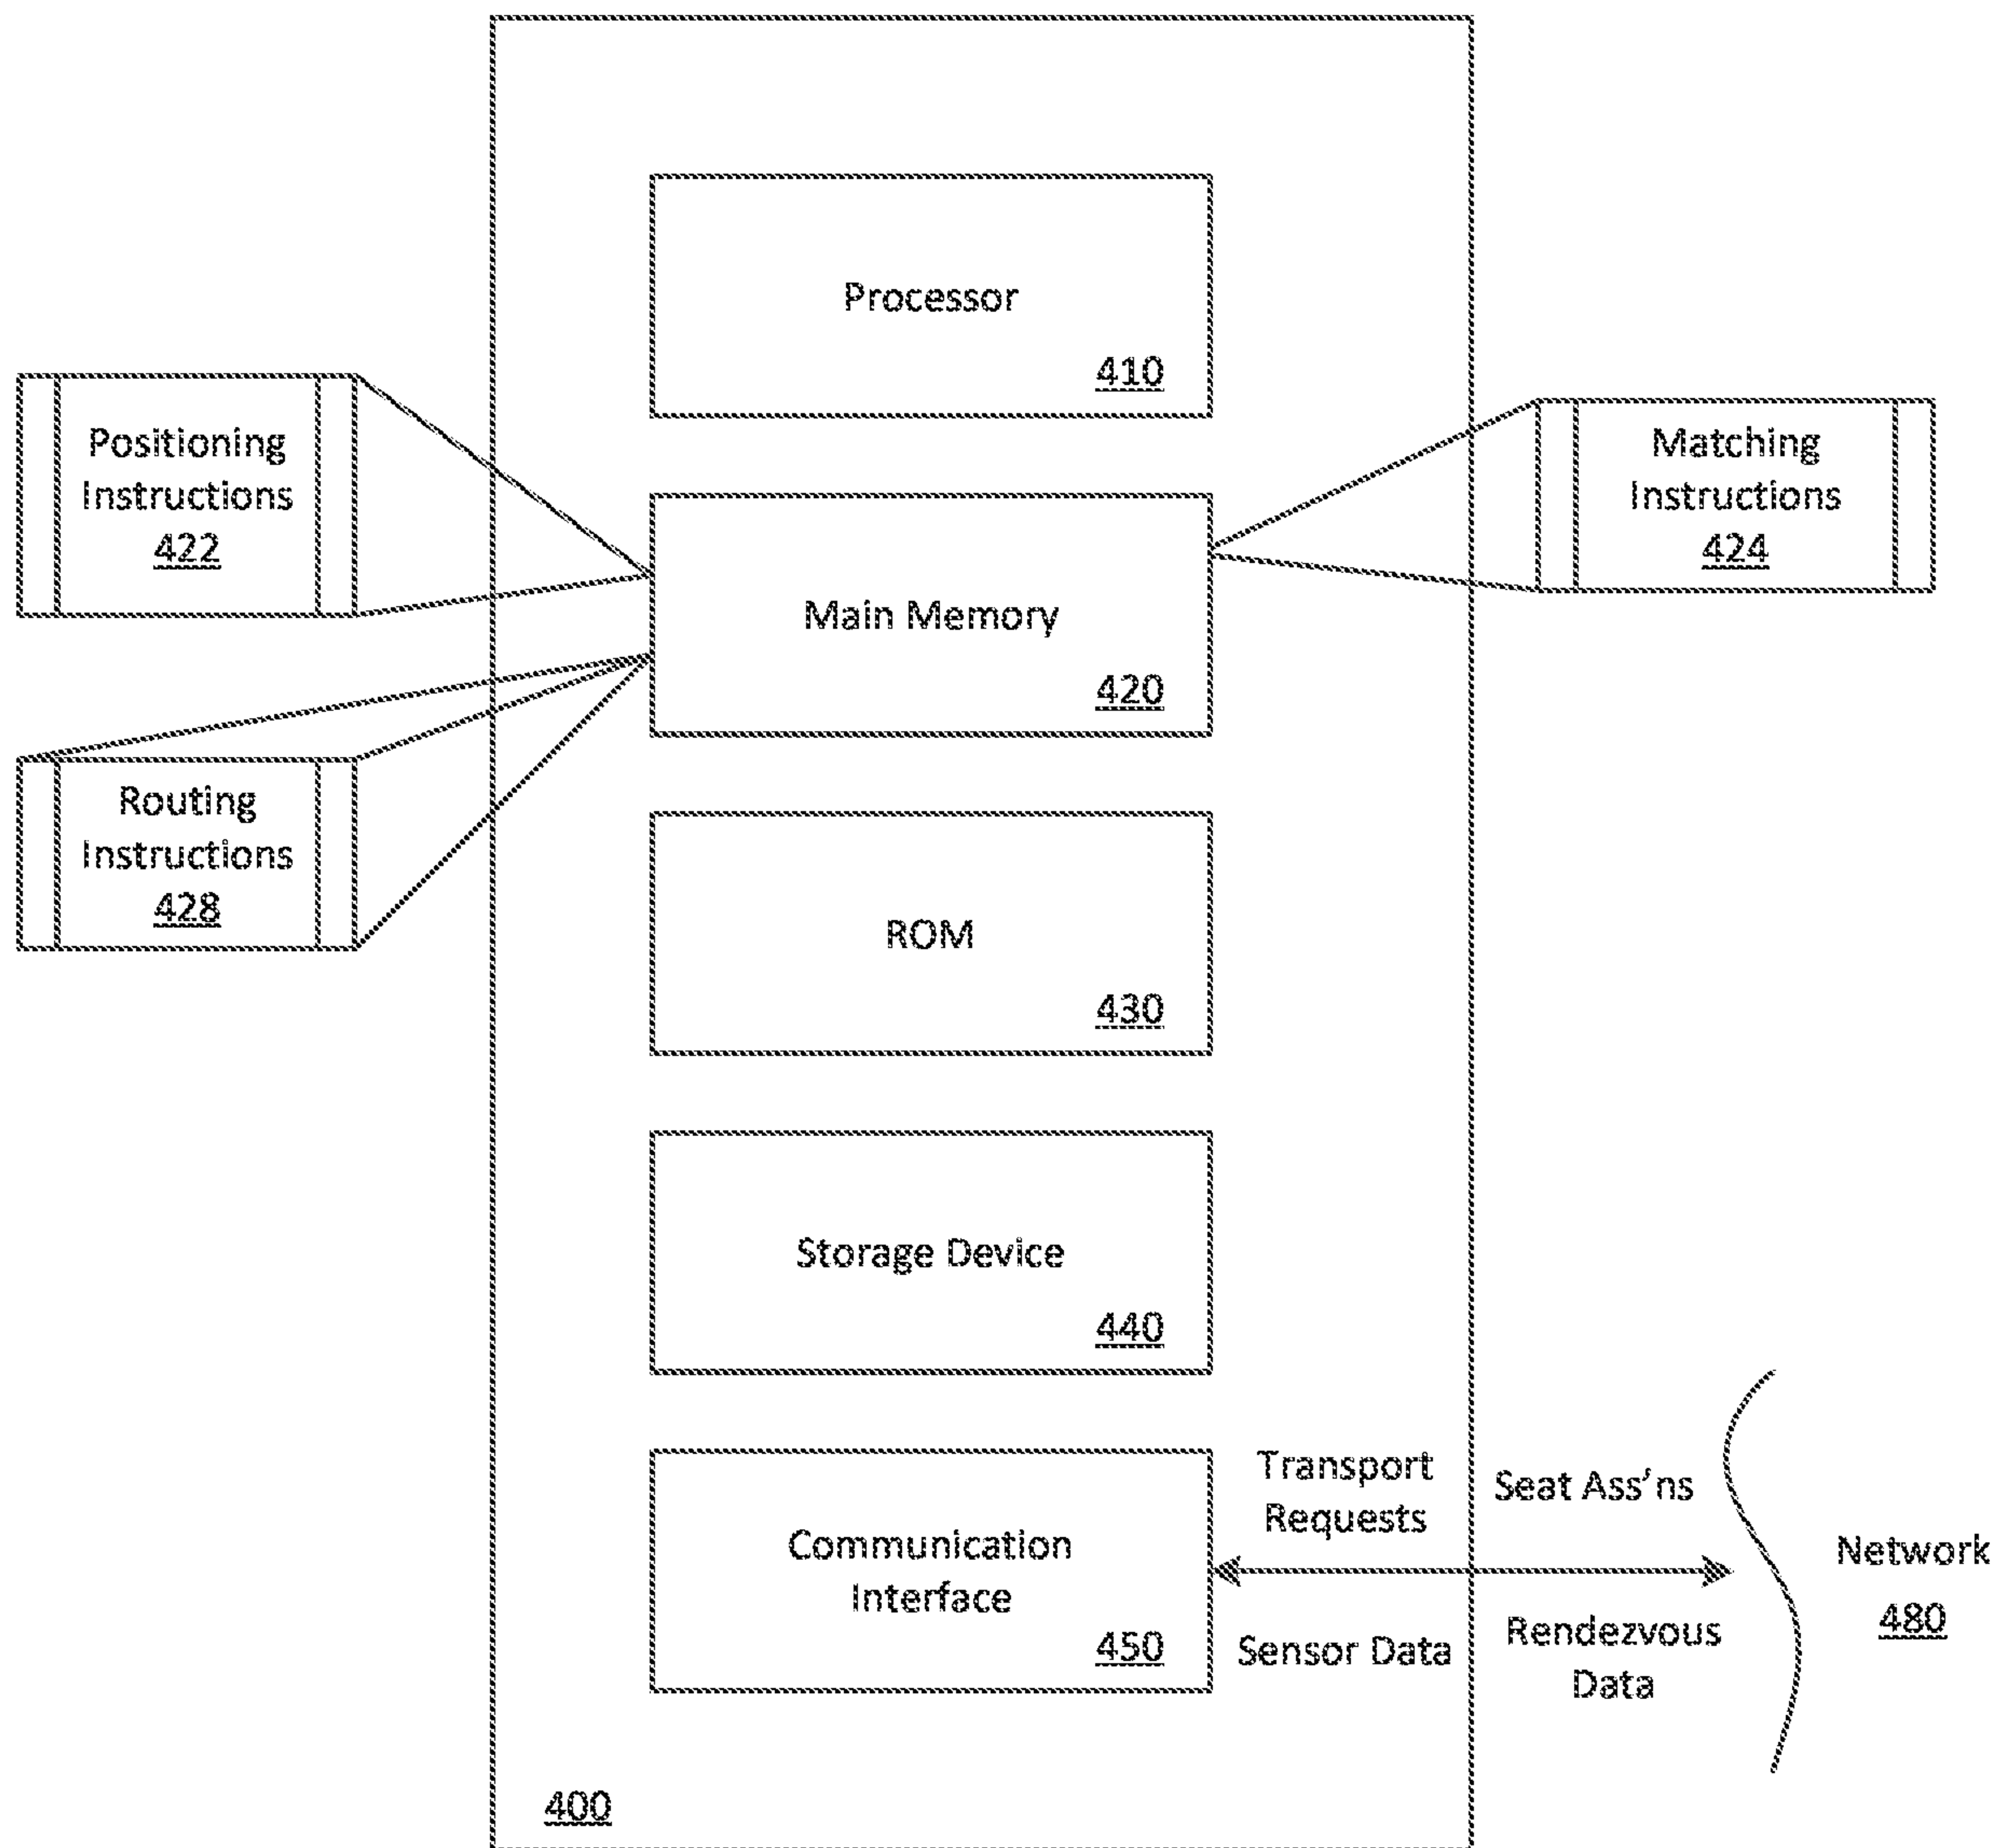 Processor
410
Positioning
Instructions
422
Matching
Instructions
424
Main Memory
420
Routing
Instructions
428
ROM
430
Storage Device
440
Communication
Interface
450
Transport
Requests
Seat Ass'ns
Sensor Data
Rendezvous
Data
Network
480
400